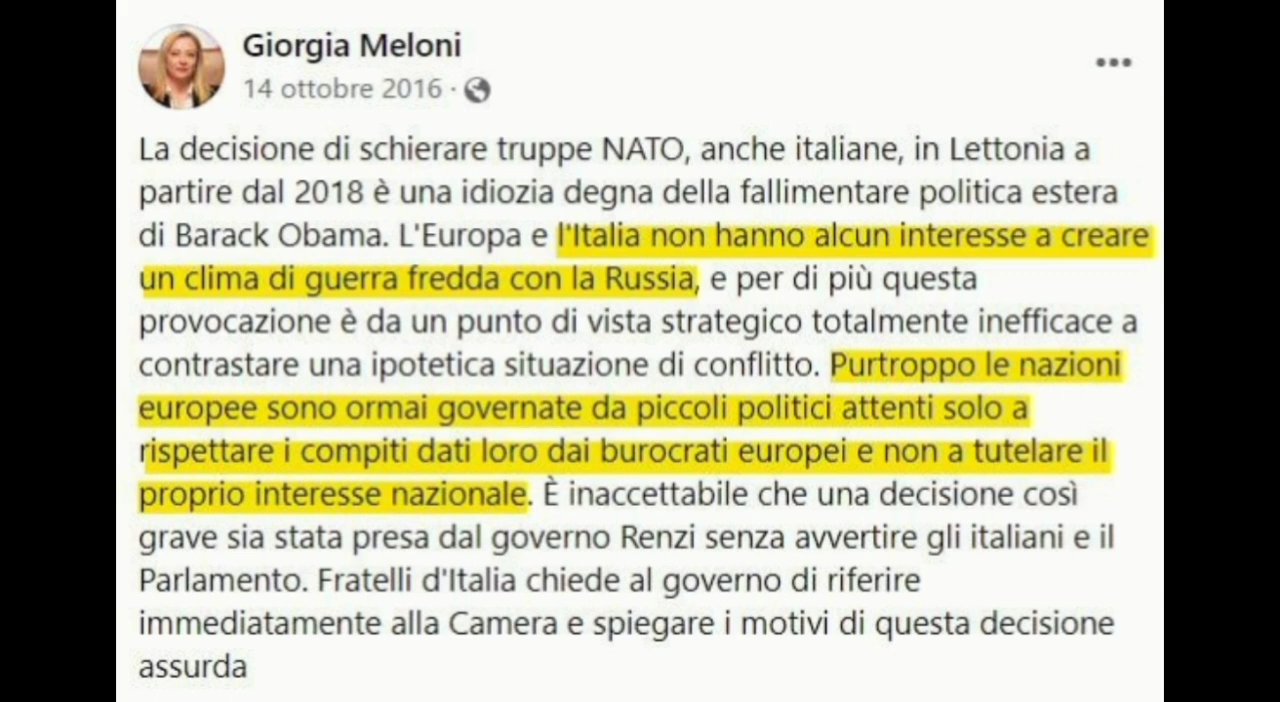 Giorgia Meloni
14 ottobre 2016 ·
La decisione di schierare truppe NATO, anche italiane, in Lettonia a
partire dal 2018 è una idiozia degna della fallimentare politica estera
di Barack Obama. L'Europa e l'Italia non hanno alcun interesse a creare
un clima di guerra fredda con la Russia, e per di più questa
provocazione è da un punto di vista strategico totalmente inefficace a
contrastare una ipotetica situazione di conflitto. Purtroppo le nazioni
europee sono ormai governate da piccoli politici attenti solo a
rispettare i compiti dati loro dai burocrati europei e non a tutelare il
proprio interesse nazionale. È inaccettabile che una decisione così
grave sia stata presa dal governo Renzi senza avvertire gli italiani e il
Parlamento. Fratelli d'Italia chiede al governo di riferire
immediatamente alla Camera e spiegare i motivi di questa decisione
assurda